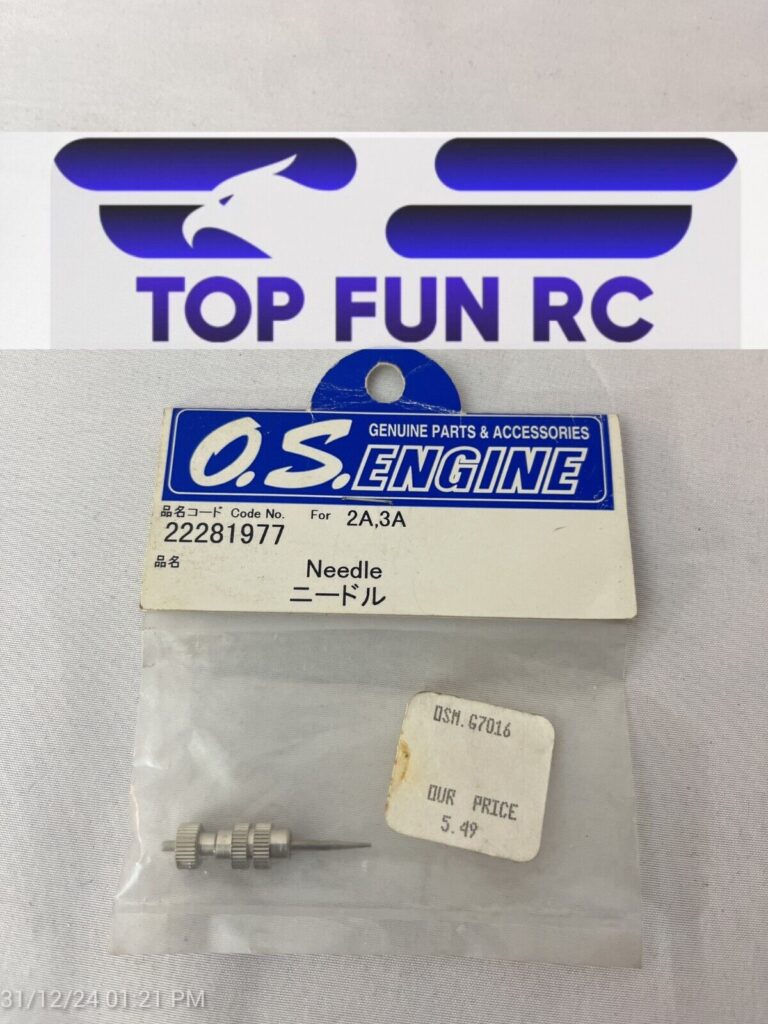 TOP FUN RC
GENUINE PARTS & ACCESSORIES
O.S.ENGINE
品名コード Code No. For 2A,3A
22281977
品名
Needle
ニードル
OSM.G7016
OUR PRICE
5.49
31/12/24 01:21 PM